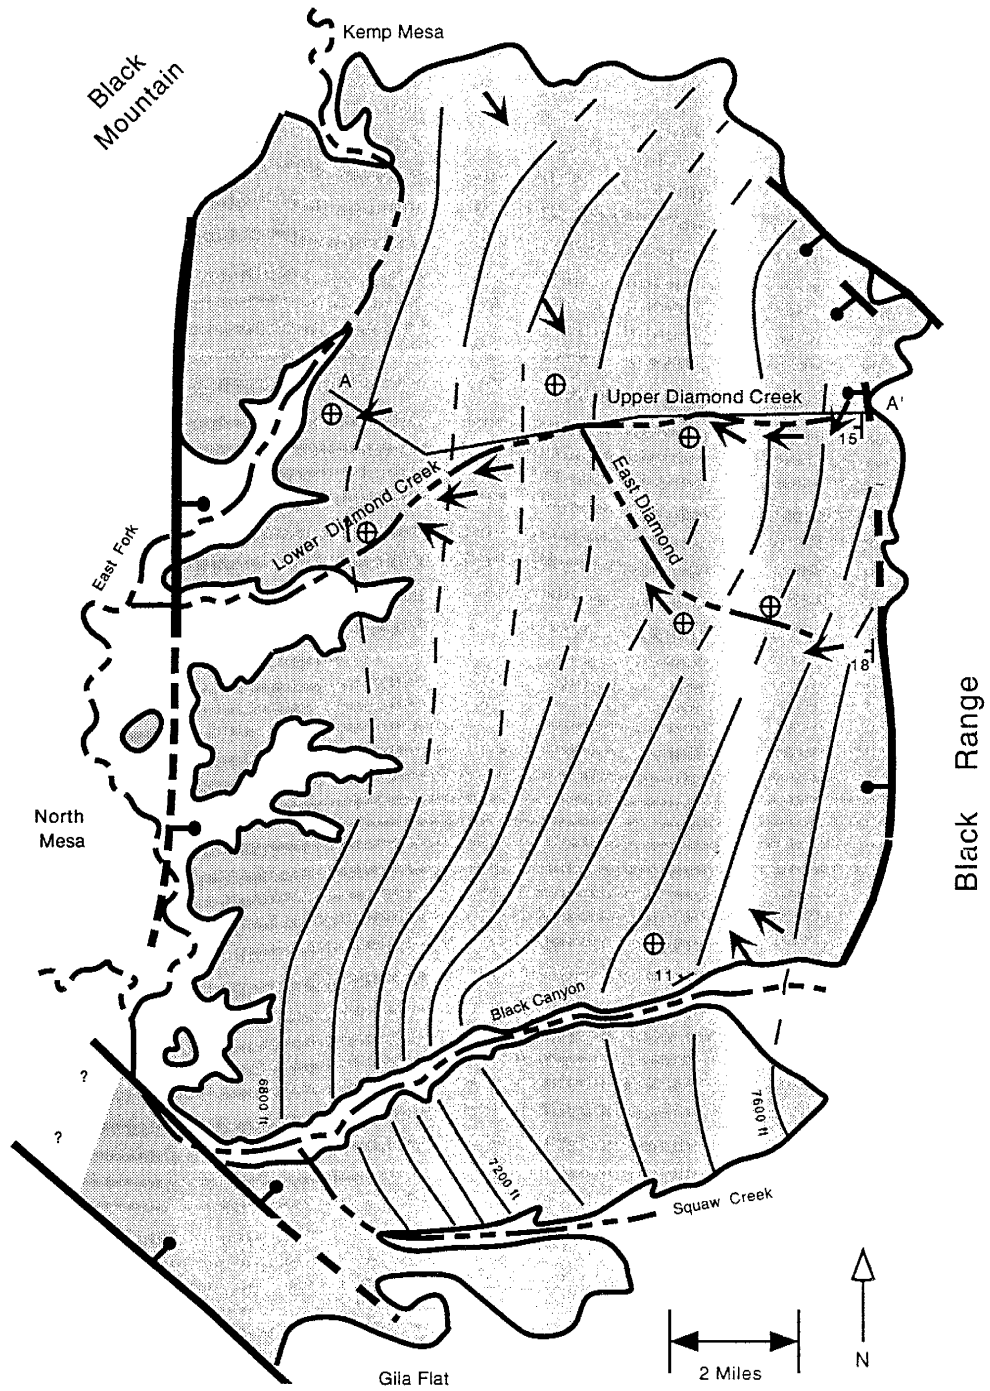 Kemp Mesa
Black
Mountain
A
Upper Diamond Creek
A'
15
East Diamond
Lower Diamond Creek
East Fork
18
Black Range
North
Mesa
11
Black Canyon
?
6800 ft
7600 ft
?
7200 ft
Squaw Creek
2 Miles
N
Gila Flat